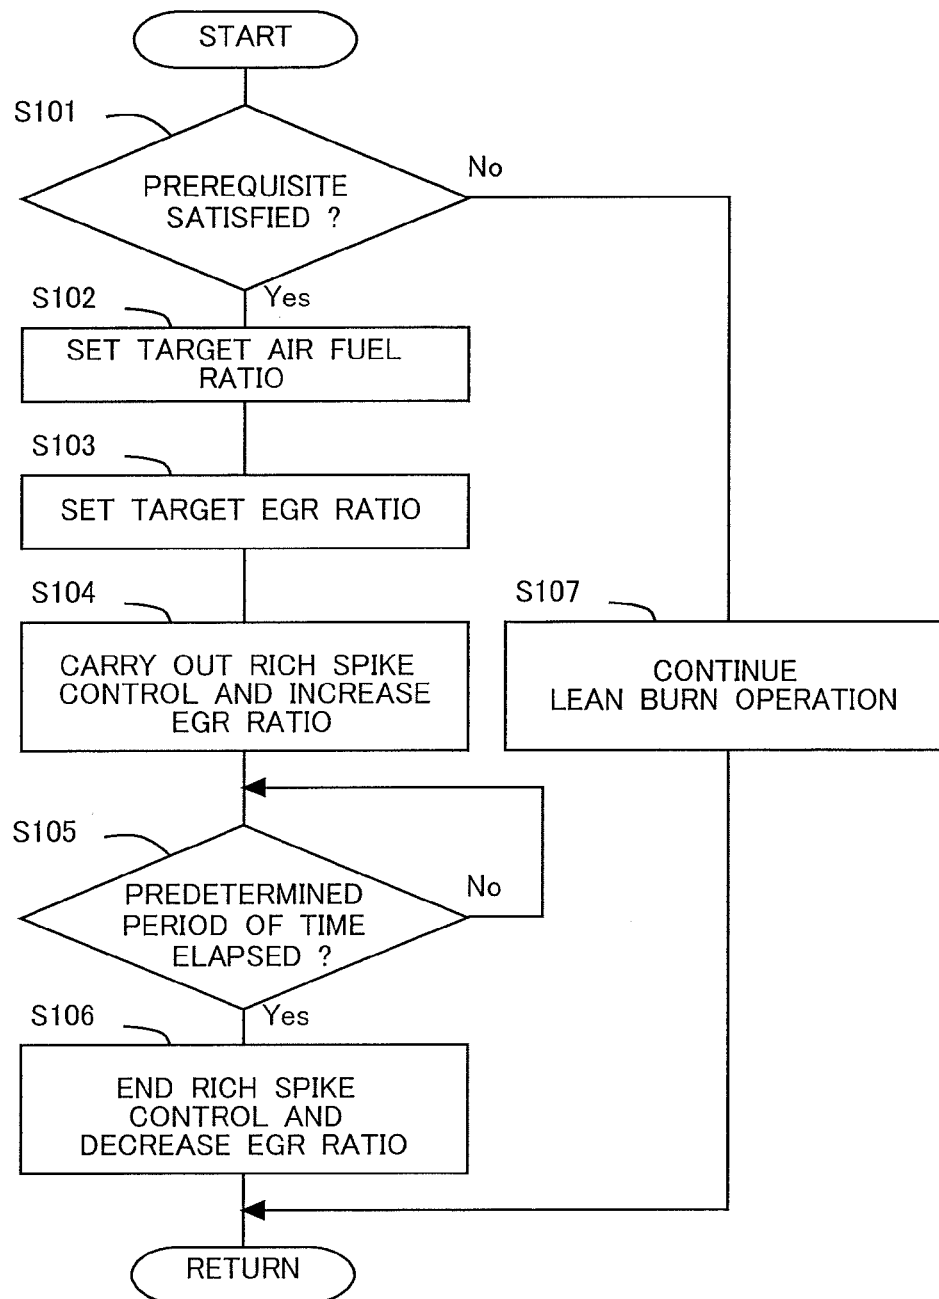 START
S101
PREREQUISITE
SATISFIED ?
No
Yes
S102
SET TARGET AIR FUEL
RATIO
S103
SET TARGET EGR RATIO
S104
CARRY OUT RICH SPIKE
CONTROL AND INCREASE
EGR RATIO
S107
CONTINUE
LEAN BURN OPERATION
S105
PREDETERMINED
PERIOD OF TIME
ELAPSED ?
No
Yes
S106
END RICH SPIKE
CONTROL AND
DECREASE EGR RATIO
RETURN